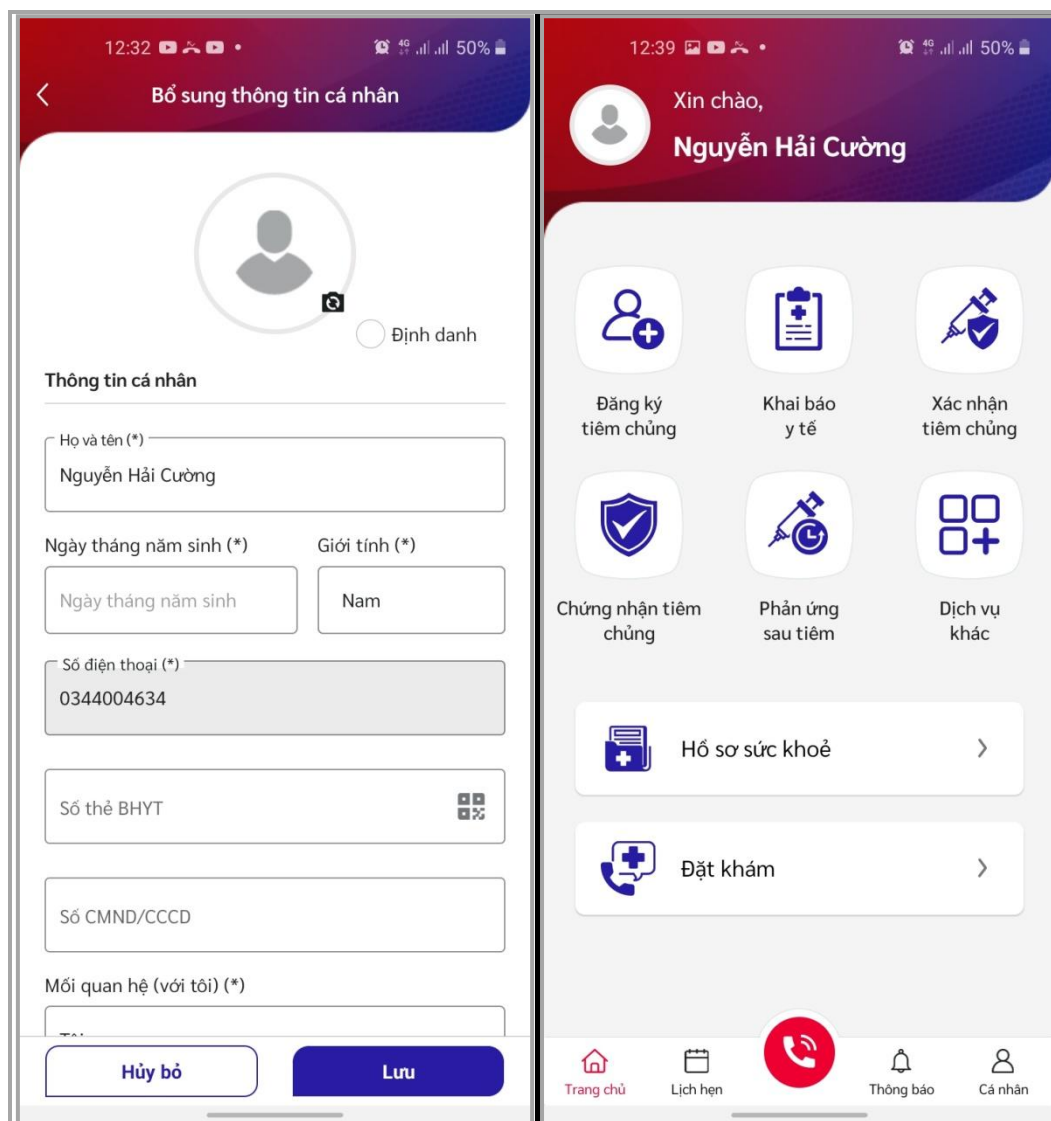 12:32
4G
50%
Bổ sung thông tin cá nhân
Định danh
Thông tin cá nhân
Họ và tên (*)
Nguyễn Hải Cường
Ngày tháng năm sinh (*) Giới tính (*)
Ngày tháng năm sinh Nam
Số điện thoại (*)
0344004634
Số thẻ BHYT
Số CMND/CCCD
Mối quan hệ (với tôi) (*)
Hủy bỏ Lưu
12:39
4G
50%
Xin chào,
Nguyễn Hải Cường
Đăng ký
tiêm chủng
Khai báo
y tế
Xác nhận
tiêm chủng
Chứng nhận tiêm
chủng
Phản ứng
sau tiêm
Dịch vụ
khác
Hồ sơ sức khoẻ
Đặt khám
Trang chủ Lịch hẹn Thông báo Cá nhân